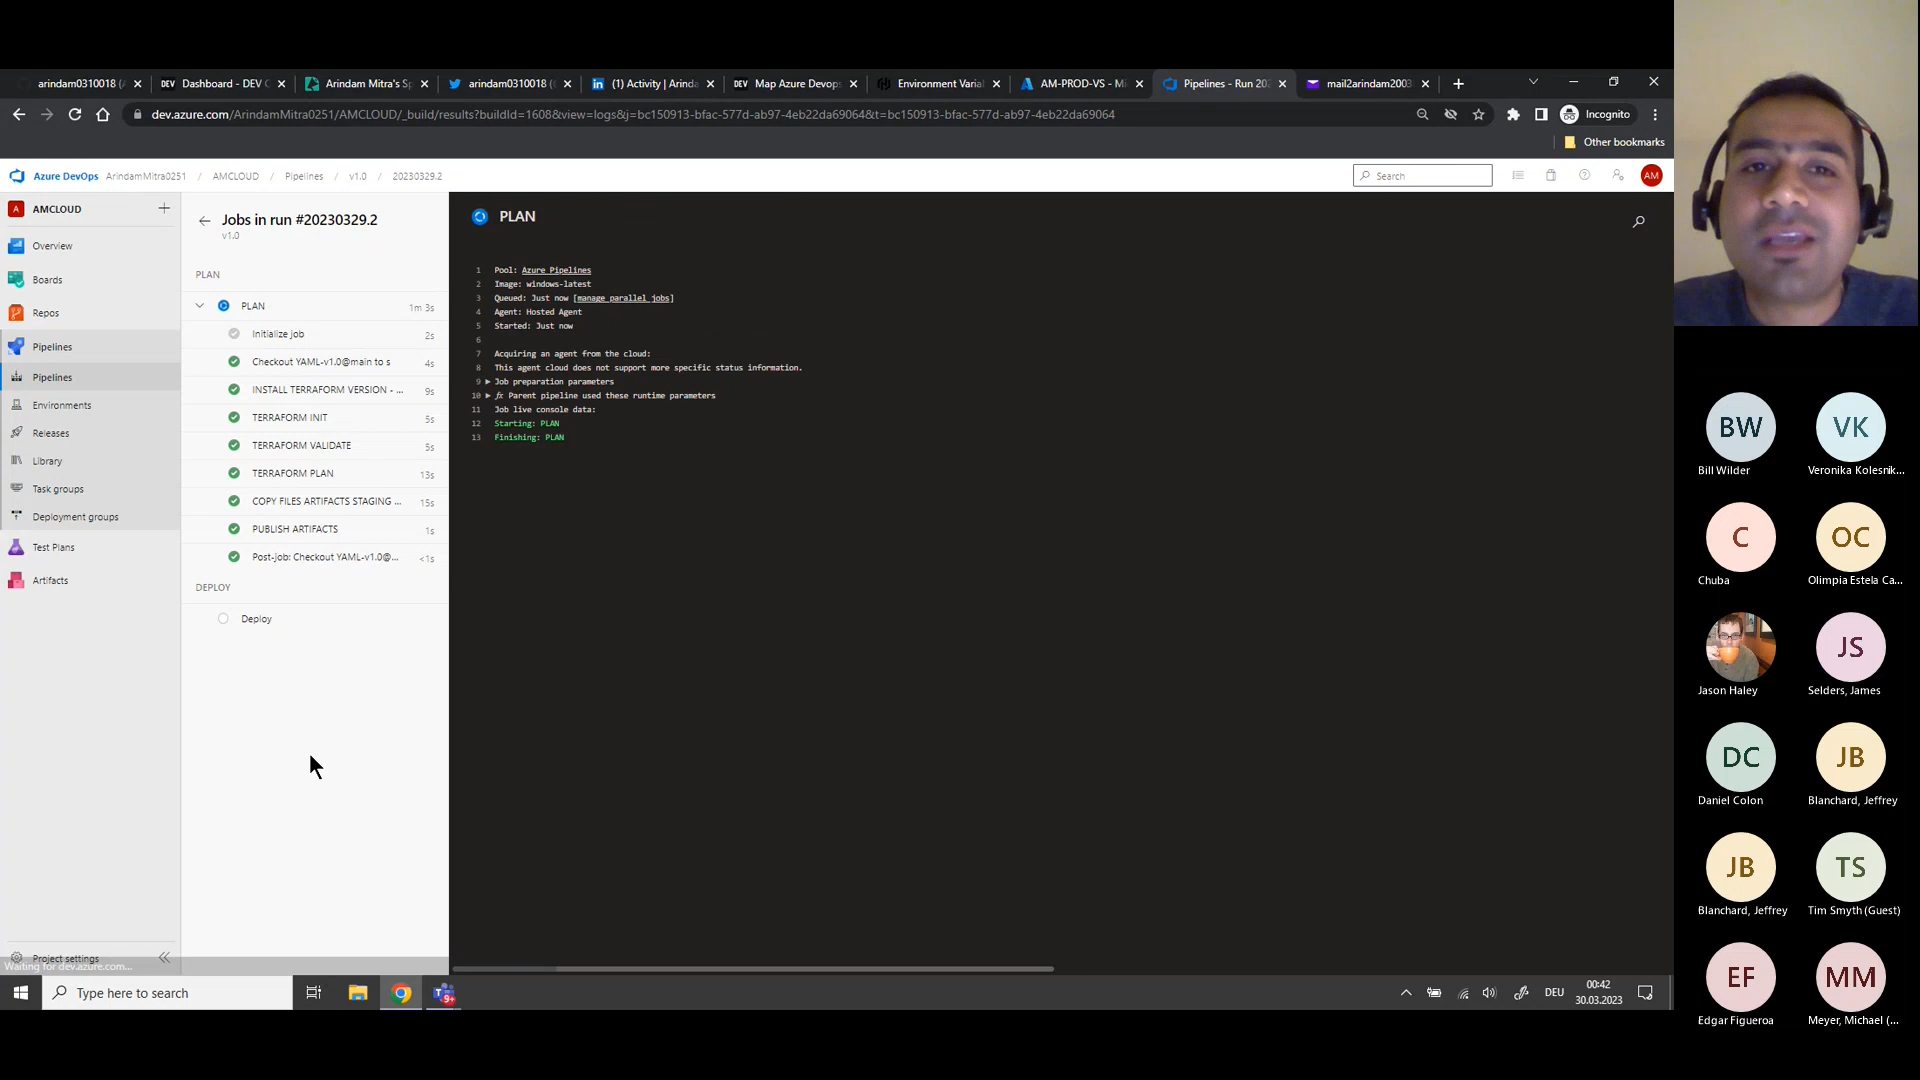 arindam0310018 (/
Dashboard - DEV C
Arindam Mitra's Sp
arindam0310018 (@
(1) Activity | Arinda
Map Azure Devops
Environment Varia
AM-PROD-VS - Mi
Pipelines - Run 202
mail2arindam2003
dev.azure.com/ArindamMitra0251/AMCLOUD/_build/results?buildId=1608&view=logs&j=bc150913-bfac-577d-ab97-4eb22da69064&t=bc150913-bfac-577d-ab97-4eb22da69064
Incognito
Other bookmarks
Azure DevOps ArindamMitra0251 / AMCLOUD / Pipelines / v1.0 / 20230329.2
Search
AM
A AMCLOUD
Overview
Boards
Repos
Pipelines
Pipelines
Environments
Releases
Library
Task groups
Deployment groups
Test Plans
Artifacts
Project settings
Waiting for dev.azure.com...
Jobs in run #20230329.2
v1.0
PLAN
PLAN 1m 3s
Initialize job 2s
Checkout YAML-v1.0@main to s 4s
INSTALL TERRAFORM VERSION - ... 9s
TERRAFORM INIT 5s
TERRAFORM VALIDATE 5s
TERRAFORM PLAN 13s
COPY FILES ARTIFACTS STAGING ... 15s
PUBLISH ARTIFACTS 1s
Post-job: Checkout YAML-v1.0@... <1s
DEPLOY
Deploy
PLAN
1 Pool: Azure Pipelines
2 Image: windows-latest
3 Queued: Just now [manage parallel jobs]
4 Agent: Hosted Agent
5 Started: Just now
6
7 Acquiring an agent from the cloud:
8 This agent cloud does not support more specific status information.
9 Job preparation parameters
10 fx Parent pipeline used these runtime parameters
11 Job live console data:
12 Starting: PLAN
13 Finishing: PLAN
Type here to search
9+
DEU
00:42
30.03.2023
BW
Bill Wilder
VK
Veronika Kolesnik...
C
Chuba
OC
Olimpia Estela Ca...
Jason Haley
JS
Selders, James
DC
Daniel Colon
JB
Blanchard, Jeffrey
JB
Blanchard, Jeffrey
TS
Tim Smyth (Guest)
EF
Edgar Figueroa
MM
Meyer, Michael (...